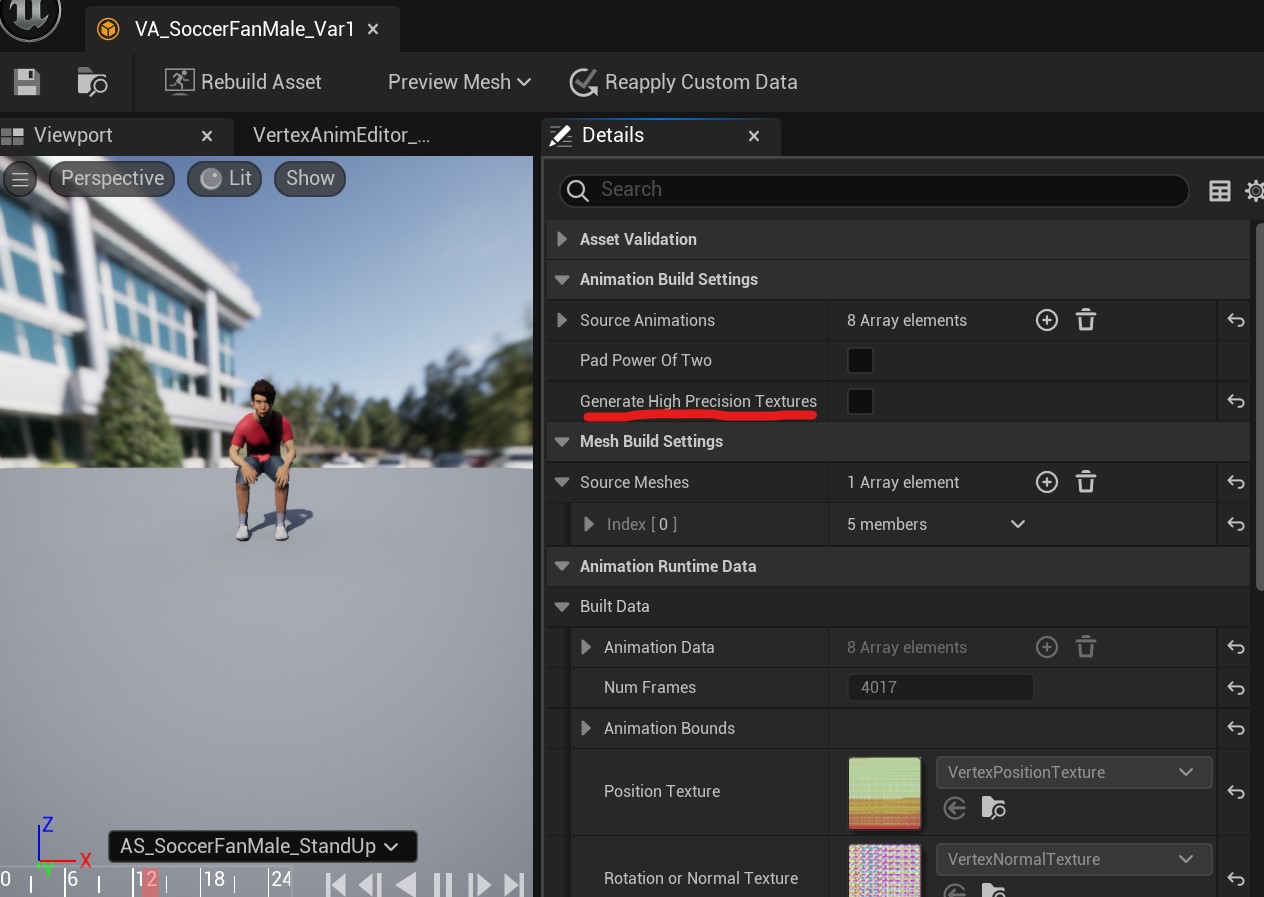 VA_SoccerFanMale_Var1
Rebuild Asset
Preview Mesh
Reapply Custom Data
Viewport
VertexAnimEditor_...
Details
Perspective
Lit
Show
Search
Asset Validation
Animation Build Settings
Source Animations
8 Array elements
Pad Power Of Two
Generate High Precision Textures
Mesh Build Settings
Source Meshes
1 Array element
Index [ 0 ]
5 members
Animation Runtime Data
Built Data
Animation Data
8 Array elements
Num Frames
4017
Animation Bounds
Position Texture
VertexPositionTexture
Rotation or Normal Texture
VertexNormalTexture
Z
X
Y
AS_SoccerFanMale_StandUp
0
6
12
18
24